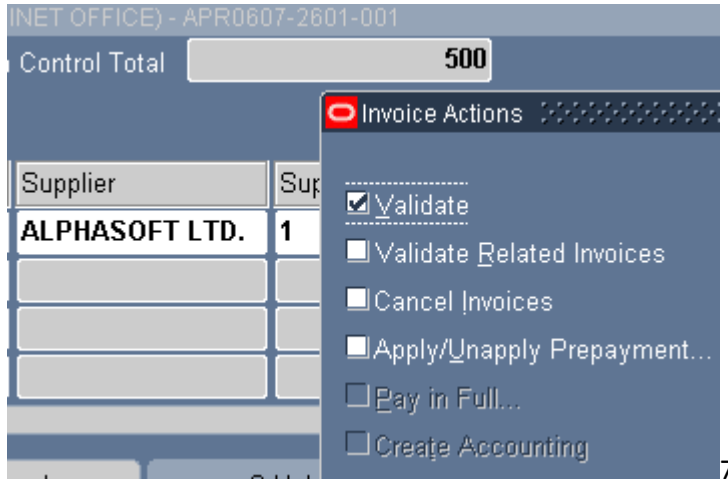 INET OFFICE) - APR0607-2601-001
Control Total 500
Invoice Actions
Supplier Sup
ALPHASOFT LTD. 1
Validate
Validate Related Invoices
Cancel Invoices
Apply/Unapply Prepayment...
Pay in Full...
Create Accounting